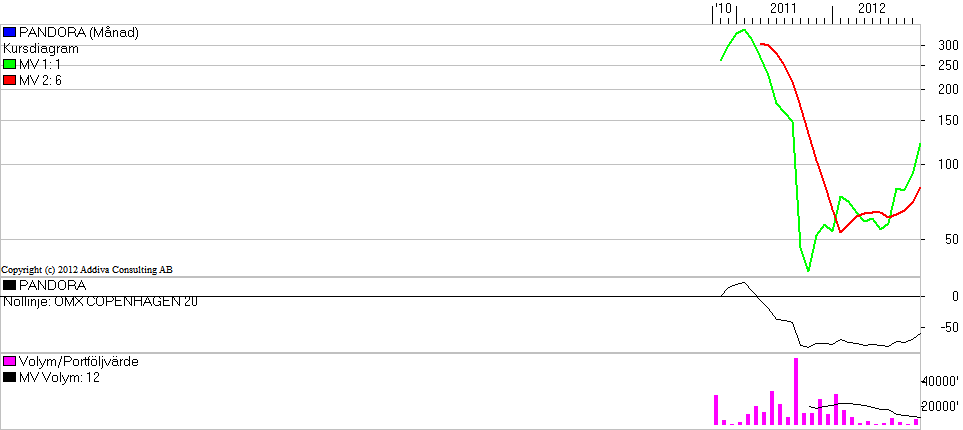 '10 2011 2012
PANDORA (Månad)
Kursdiagram
MV 1: 1
MV 2: 6
300
250
200
150
100
50
Copyright (c) 2012 Addiva Consulting AB
PANDORA
Nollinje: OMX COPENHAGEN 20
0
-50
Volym/Portföljvärde
MV Volym: 12
40000'
20000'